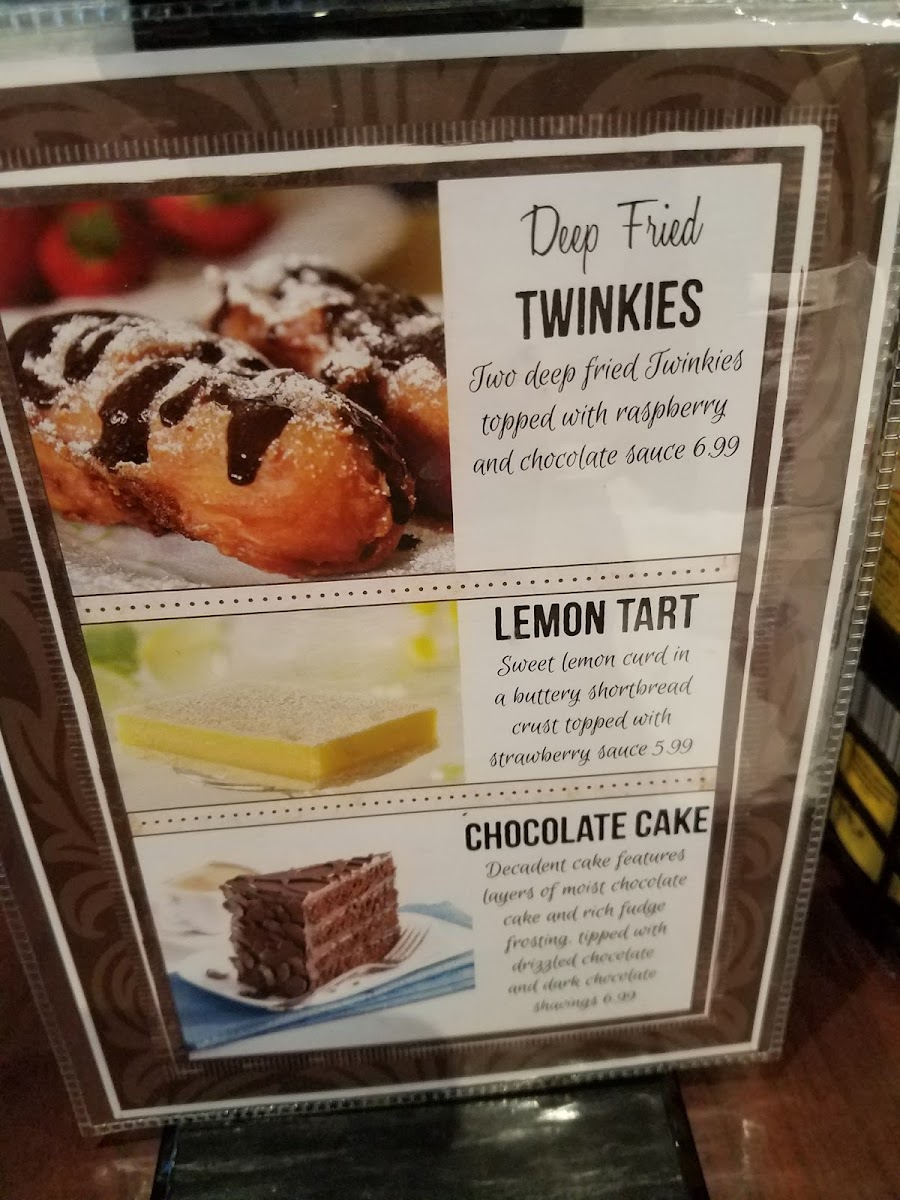 Deep Fried
TWINKIES
Two deep fried Twinkies
topped with raspberry
and chocolate sauce 6.99
LEMON TART
Sweet lemon curd in
a buttery shortbread
crust topped with
strawberry sauce 5.99
CHOCOLATE CAKE
Decadent cake features
layers of moist chocolate
cake and rich fudge
frosting, tipped with
drizzled chocolate
and dark chocolate
shavings 6.99